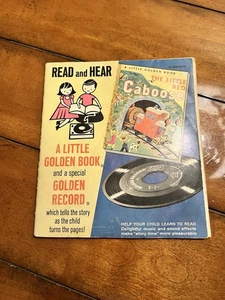 READ and HEAR
A LITTLE GOLDEN BOOK
THE LITTLE
RED
Caboose
A LITTLE
GOLDEN BOOK
and a special
GOLDEN
RECORD,
which tells the story
as the child
turns the pages!
HELP YOUR CHILD LEARN TO READ
Delightful music and sound effects
make "story time" more pleasurable